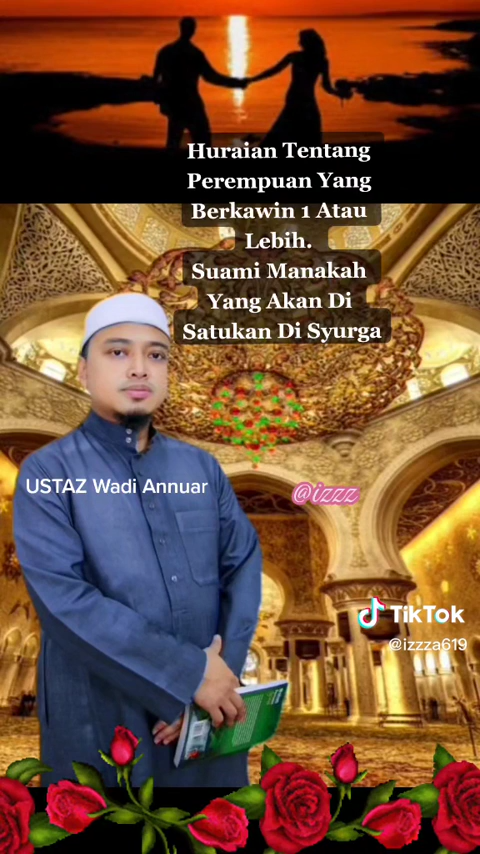 Huraian Tentang
Perempuan Yang
Berkawin 1 Atau
Lebih.
Suami Manakah
Yang Akan Di
Satukan Di Syurga
USTAZ Wadi Annuar
@izzz
TikTok
@izzza619